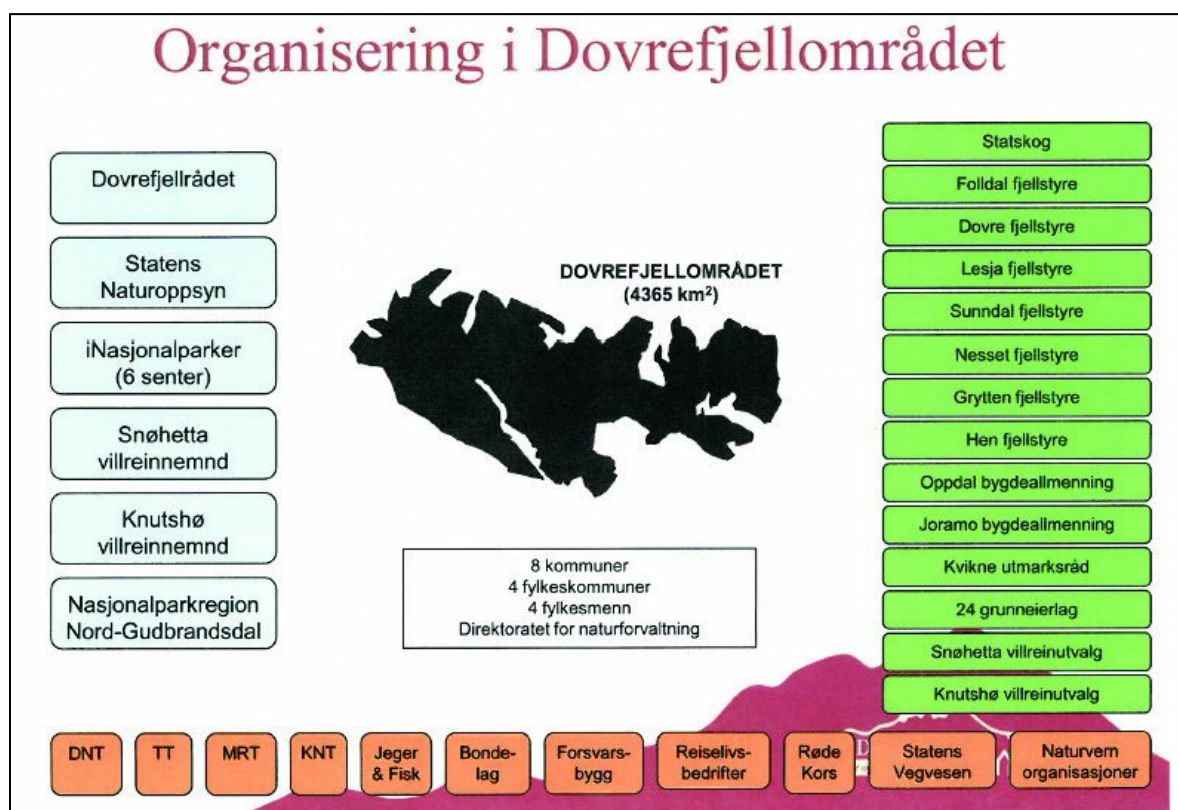 Organisering i Dovrefjellområdet
Dovrefjellrådet
Statens
Naturoppsyn
iNasjonalparker
(6 senter)
Snøhetta
villreinnemnd
Knutshø
villreinnemnd
Nasjonalparkregion
Nord-Gudbrandsdal
DOVREFJELLOMRÅDET
(4365 km²)
8 kommuner
4 fylkeskommuner
4 fylkesmenn
Direktoratet for naturforvaltning
Statskog
Folldal fjellstyre
Dovre fjellstyre
Lesja fjellstyre
Sunndal fjellstyre
Nesset fjellstyre
Grytten fjellstyre
Hen fjellstyre
Oppdal bygdeallmenning
Joramo bygdeallmenning
Kvikne utmarksråd
24 grunneierlag
Snøhetta villreinutvalg
Knutshø villreinutvalg
DNT
TT
MRT
KNT
Jeger
& Fisk
Bonde-
lag
Forsvars-
bygg
Reiselivs-
bedrifter
Røde
Kors
Statens
Vegvesen
Naturvern
organisasjoner